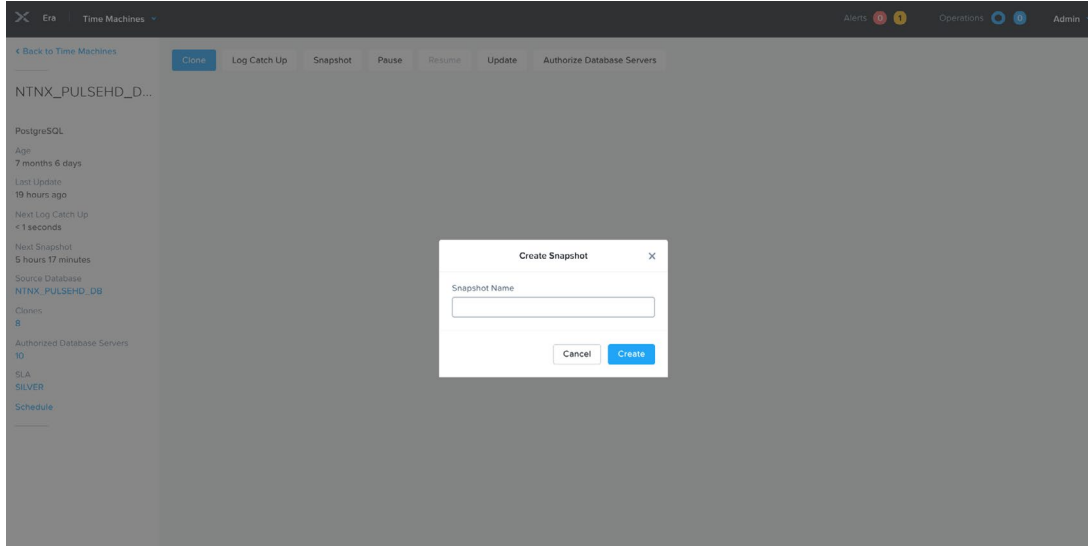 Era Time Machines Alerts 0 1 Operations 0 Admin
< Back to Time Machines
Clone Log Catch Up Snapshot Pause Resume Update Authorize Database Servers
NTNX_PULSEHD_D...
PostgreSQL
Age
7 months 6 days
Last Update
19 hours ago
Next Log Catch Up
< 1 seconds
Next Snapshot
5 hours 17 minutes
Source Database
NTNX_PULSEHD_DB
Clones
8
Authorized Database Servers
10
SLA
SILVER
Schedule
Create Snapshot
Snapshot Name
Cancel Create